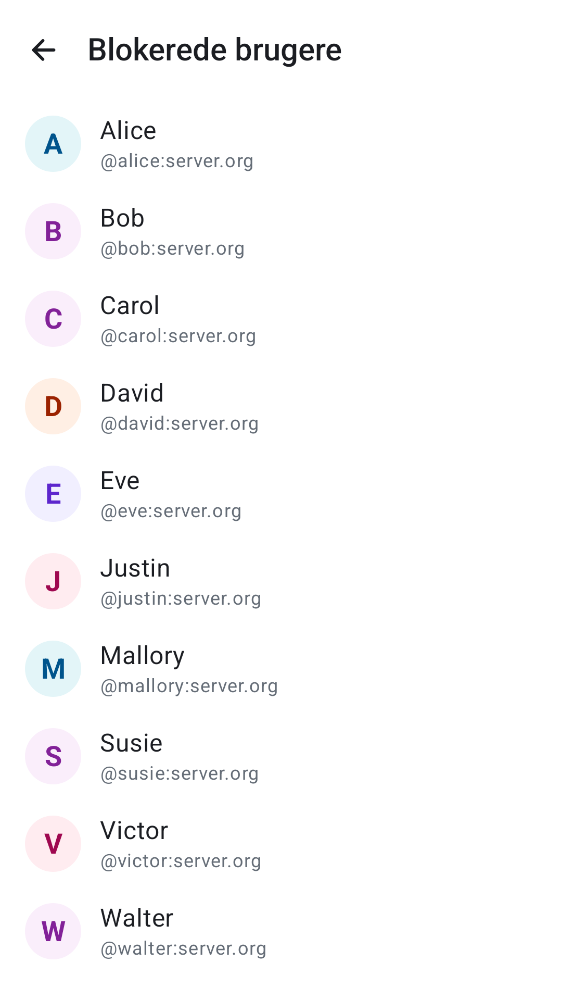 Blokerede brugere
A
Alice
@alice:server.org
B
Bob
@bob:server.org
C
Carol
@carol:server.org
D
David
@david:server.org
E
Eve
@eve:server.org
J
Justin
@justin:server.org
M
Mallory
@mallory:server.org
S
Susie
@susie:server.org
V
Victor
@victor:server.org
W
Walter
@walter:server.org